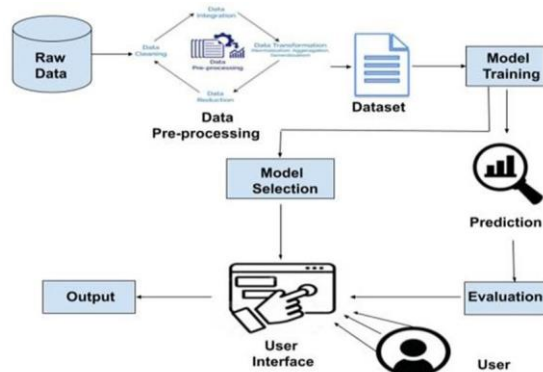 Raw
Data
Data
Cleaning
Data
Integration
Data
Pre-processing
Data Transformation
Data
Reduction
Data
Pre-processing
Dataset
Model
Training
Model
Selection
Prediction
Output
User
Interface
Evaluation
User